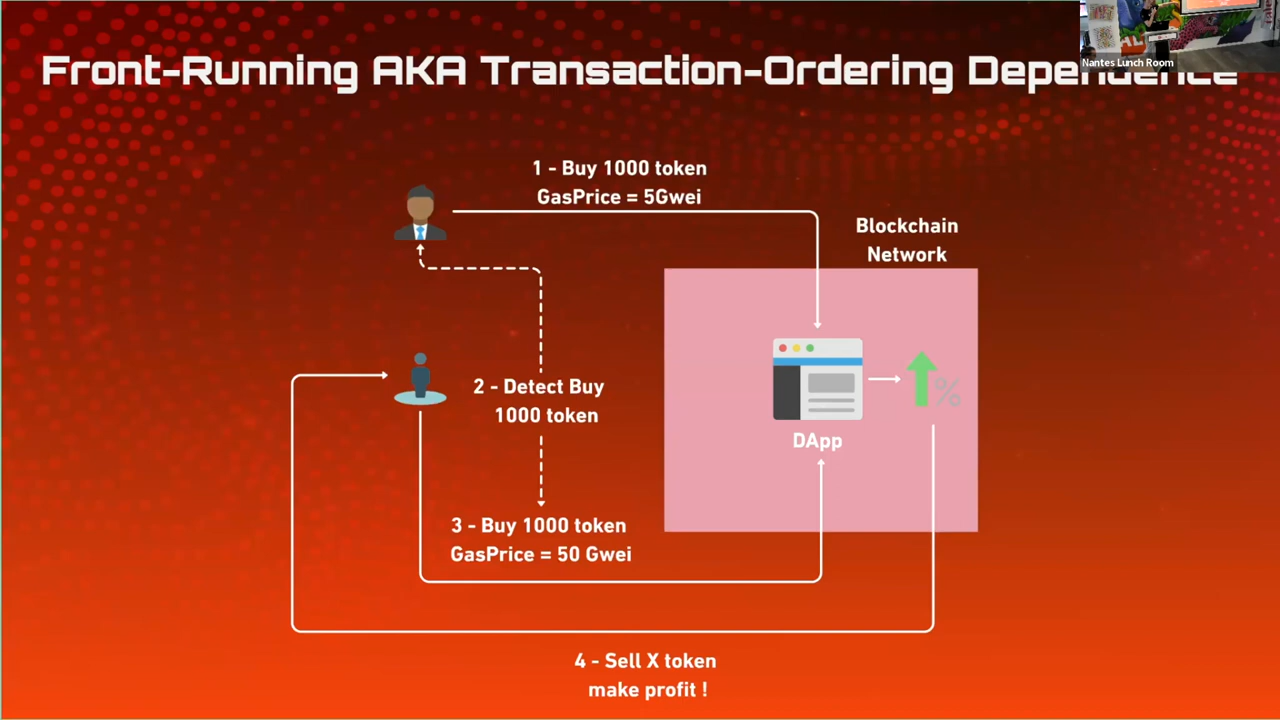 Front-Running AKA Transaction-Ordering Dependence
Nantes Lunch Room
1 - Buy 1000 token
GasPrice = 5Gwei
Blockchain
Network
2 - Detect Buy
1000 token
DApp
%
3 - Buy 1000 token
GasPrice = 50 Gwei
4 - Sell X token
make profit !